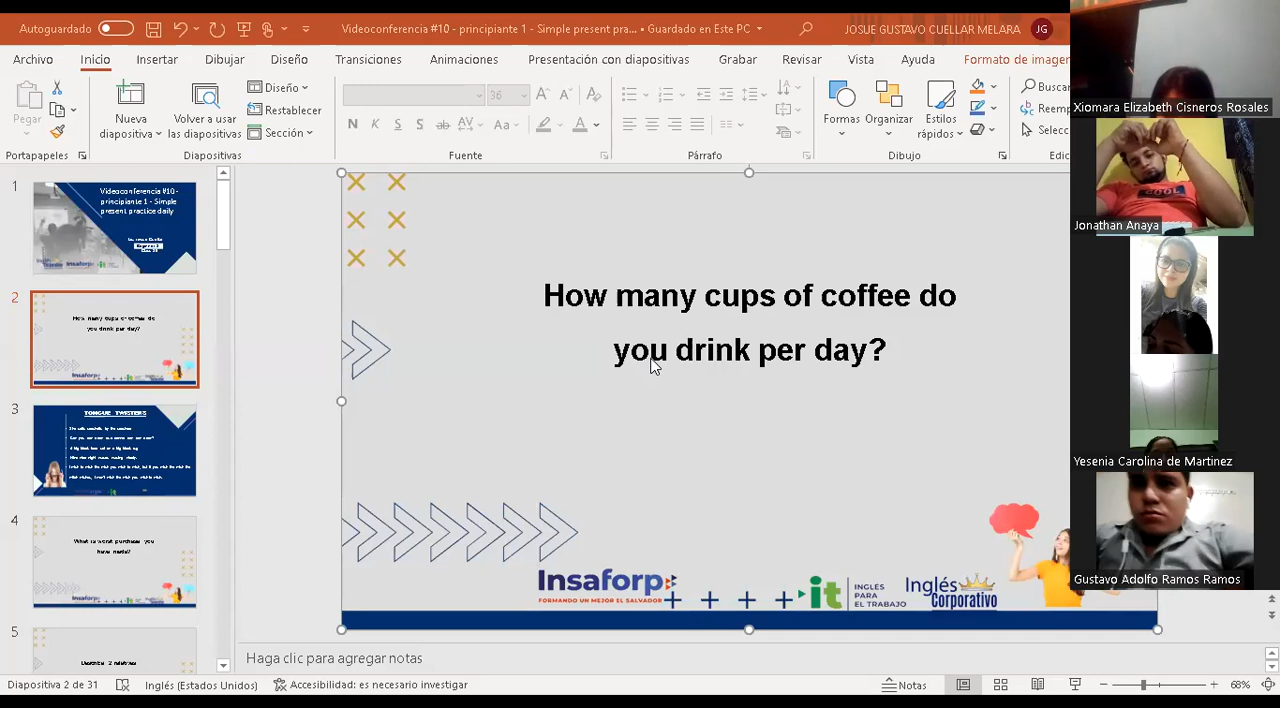 Autoguardado
Videoconferencia #10 - principiante 1 - Simple present pra... • Guardado en Este PC
JOSUE GUSTAVO CUELLAR MELARA
JG
Archivo Inicio Insertar Dibujar Diseño Transiciones Animaciones Presentación con diapositivas Grabar Revisar Vista Ayuda Formato de imagen
Pegar
Portapapeles
Nueva
diapositiva
Volver a usar
las diapositivas
Diseño
Restablecer
Sección
Diapositivas
36
N K S S ab AV Aa A
Fuente
Párrafo
Formas
Organizar
Estilos
rápidos
Dibujo
Buscar
Reemp
Selecc
Edic
1
Videoconferencia #10 -
principiante 1 - Simple
present practice daily
2
How many cups of coffee do
you drink per day?
3
TONGUE TWISTERS
4
What is worst purchase you
have made?
5
How many cups of coffee do
you drink per day?
Insaforp
FORMANDO UN MEJOR EL SALVADOR
it
INGLES
PARA
EL TRABAJO
Inglés
Corporativo
Xiomara Elizabeth Cisneros Rosales
COOL
Jonathan Anaya
Yesenia Carolina de Martinez
Gustavo Adolfo Ramos Ramos
Haga clic para agregar notas
Diapositiva 2 de 31
Inglés (Estados Unidos)
Accesibilidad: es necesario investigar
Notas
68%